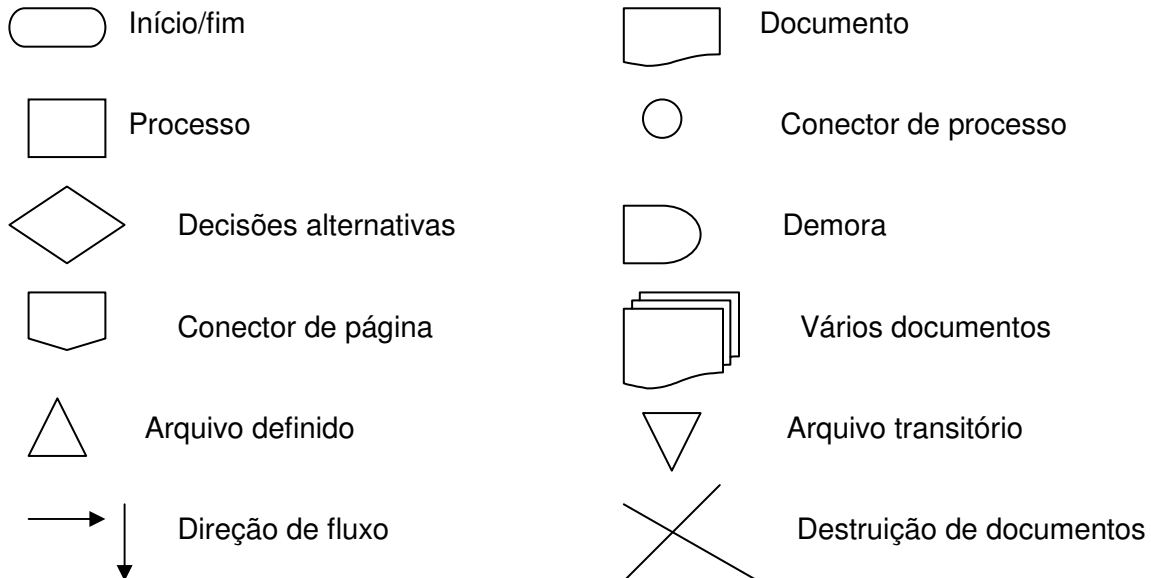 Início/fim
Documento
Processo
Conector de processo
Decisões alternativas
Demora
Conector de página
Vários documentos
Arquivo definido
Arquivo transitório
Direção de fluxo
Destruição de documentos